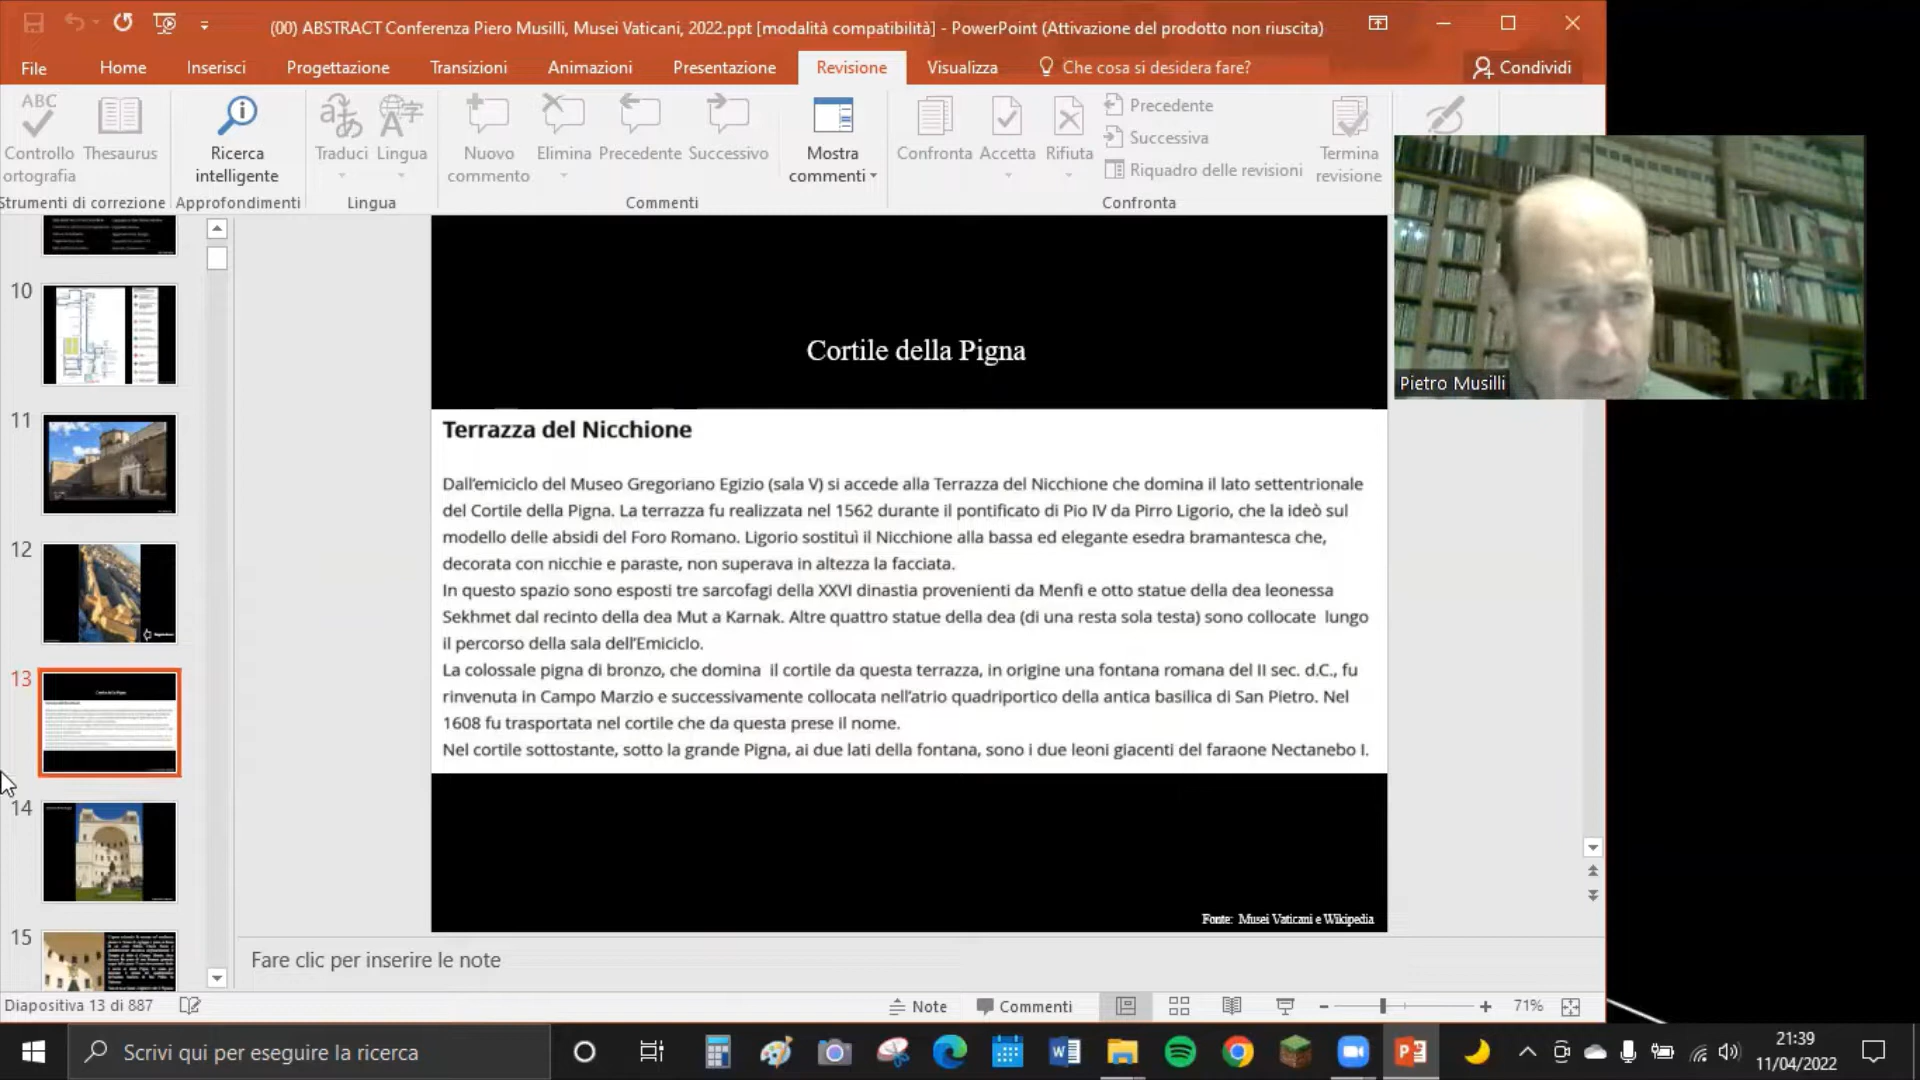 (00) ABSTRACT Conferenza Piero Musilli, Musei Vaticani, 2022.ppt [modalità compatibilità] - PowerPoint (Attivazione del prodotto non riuscita)
File Home Inserisci Progettazione Transizioni Animazioni Presentazione Revisione Visualizza Che cosa si desidera fare? Condividi
ABC
Controllo
ortografia
Thesaurus
Ricerca
intelligente
Traduci
Lingua
Nuovo
commento
Elimina
Precedente
Successivo
Mostra
commenti
Confronta
Accetta
Rifiuta
Precedente
Successiva
Riquadro delle revisioni
Termina
revisione
Strumenti di correzione
Approfondimenti
Lingua
Commenti
Confronta
Pietro Musilli
10
11
12
13
14
15
Cortile della Pigna
Terrazza del Nicchione
Dall'emiciclo del Museo Gregoriano Egizio (sala V) si accede alla Terrazza del Nicchione che domina il lato settentrionale
del Cortile della Pigna. La terrazza fu realizzata nel 1562 durante il pontificato di Pio IV da Pirro Ligorio, che la ideò sul
modello delle absidi del Foro Romano. Ligorio sostituì il Nicchione alla bassa ed elegante esedra bramantesca che,
decorata con nicchie e paraste, non superava in altezza la facciata.
In questo spazio sono esposti tre sarcofagi della XXVI dinastia provenienti da Menfi e otto statue della dea leonessa
Sekhmet dal recinto della dea Mut a Karnak. Altre quattro statue della dea (di una resta sola testa) sono collocate lungo
il percorso della sala dell'Emiciclo.
La colossale pigna di bronzo, che domina il cortile da questa terrazza, in origine una fontana romana del II sec. d.C., fu
rinvenuta in Campo Marzio e successivamente collocata nell'atrio quadriportico della antica basilica di San Pietro. Nel
1608 fu trasportata nel cortile che da questa prese il nome.
Nel cortile sottostante, sotto la grande Pigna, ai due lati della fontana, sono i due leoni giacenti del faraone Nectanebo I.
Fonte: Musei Vaticani e Wikipedia
Fare clic per inserire le note
Diapositiva 13 di 887
Note
Commenti
71%
Scrivi qui per eseguire la ricerca
21:39
11/04/2022